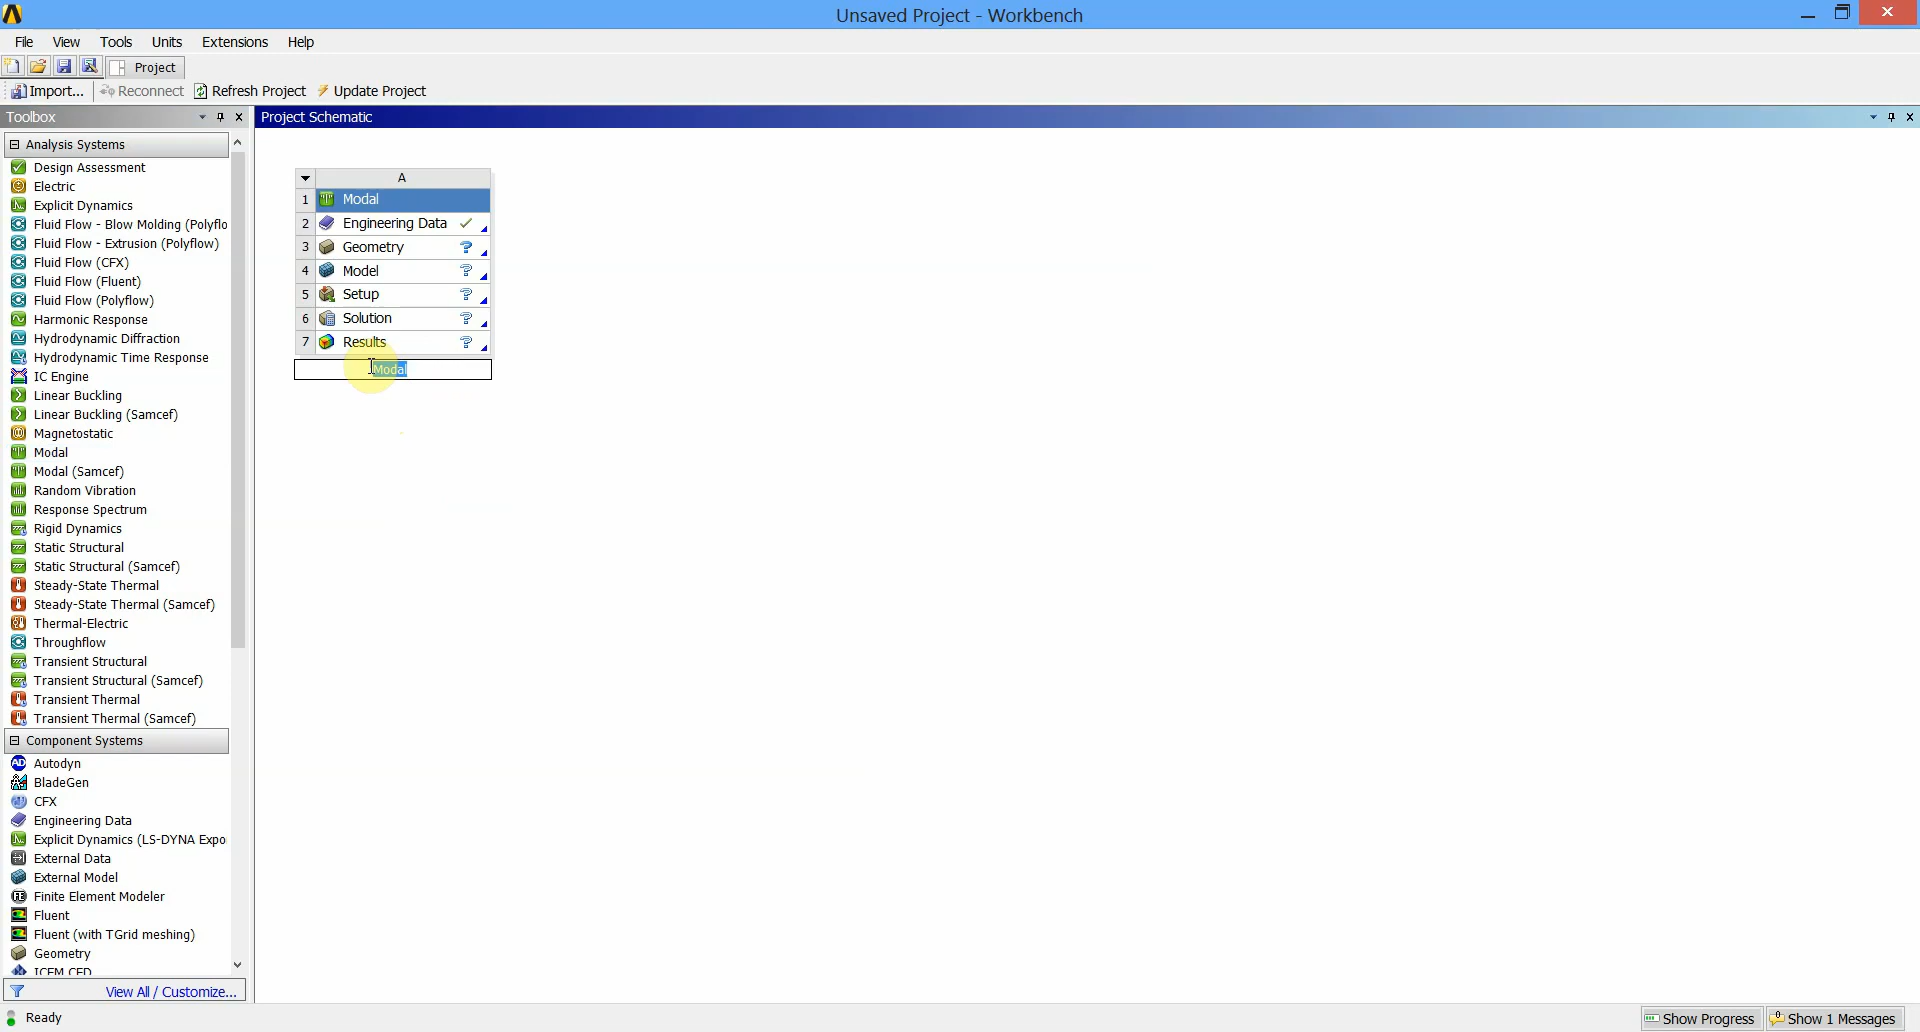 Unsaved Project - Workbench
File View Tools Units Extensions Help
Project
Import... Reconnect Refresh Project Update Project
Toolbox
Analysis Systems
Design Assessment
Electric
Explicit Dynamics
Fluid Flow - Blow Molding (Polyflo
Fluid Flow - Extrusion (Polyflow)
Fluid Flow (CFX)
Fluid Flow (Fluent)
Fluid Flow (Polyflow)
Harmonic Response
Hydrodynamic Diffraction
Hydrodynamic Time Response
IC Engine
Linear Buckling
Linear Buckling (Samcef)
Magnetostatic
Modal
Modal (Samcef)
Random Vibration
Response Spectrum
Rigid Dynamics
Static Structural
Static Structural (Samcef)
Steady-State Thermal
Steady-State Thermal (Samcef)
Thermal-Electric
Throughflow
Transient Structural
Transient Structural (Samcef)
Transient Thermal
Transient Thermal (Samcef)
Component Systems
Autodyn
BladeGen
CFX
Engineering Data
Explicit Dynamics (LS-DYNA Expo
External Data
External Model
Finite Element Modeler
Fluent
Fluent (with TGrid meshing)
Geometry
ICEM CFD
View All / Customize...
Project Schematic
A
1 Modal
2 Engineering Data
3 Geometry ?
4 Model ?
5 Setup ?
6 Solution ?
7 Results ?
Modal
Ready
Show Progress Show 1 Messages